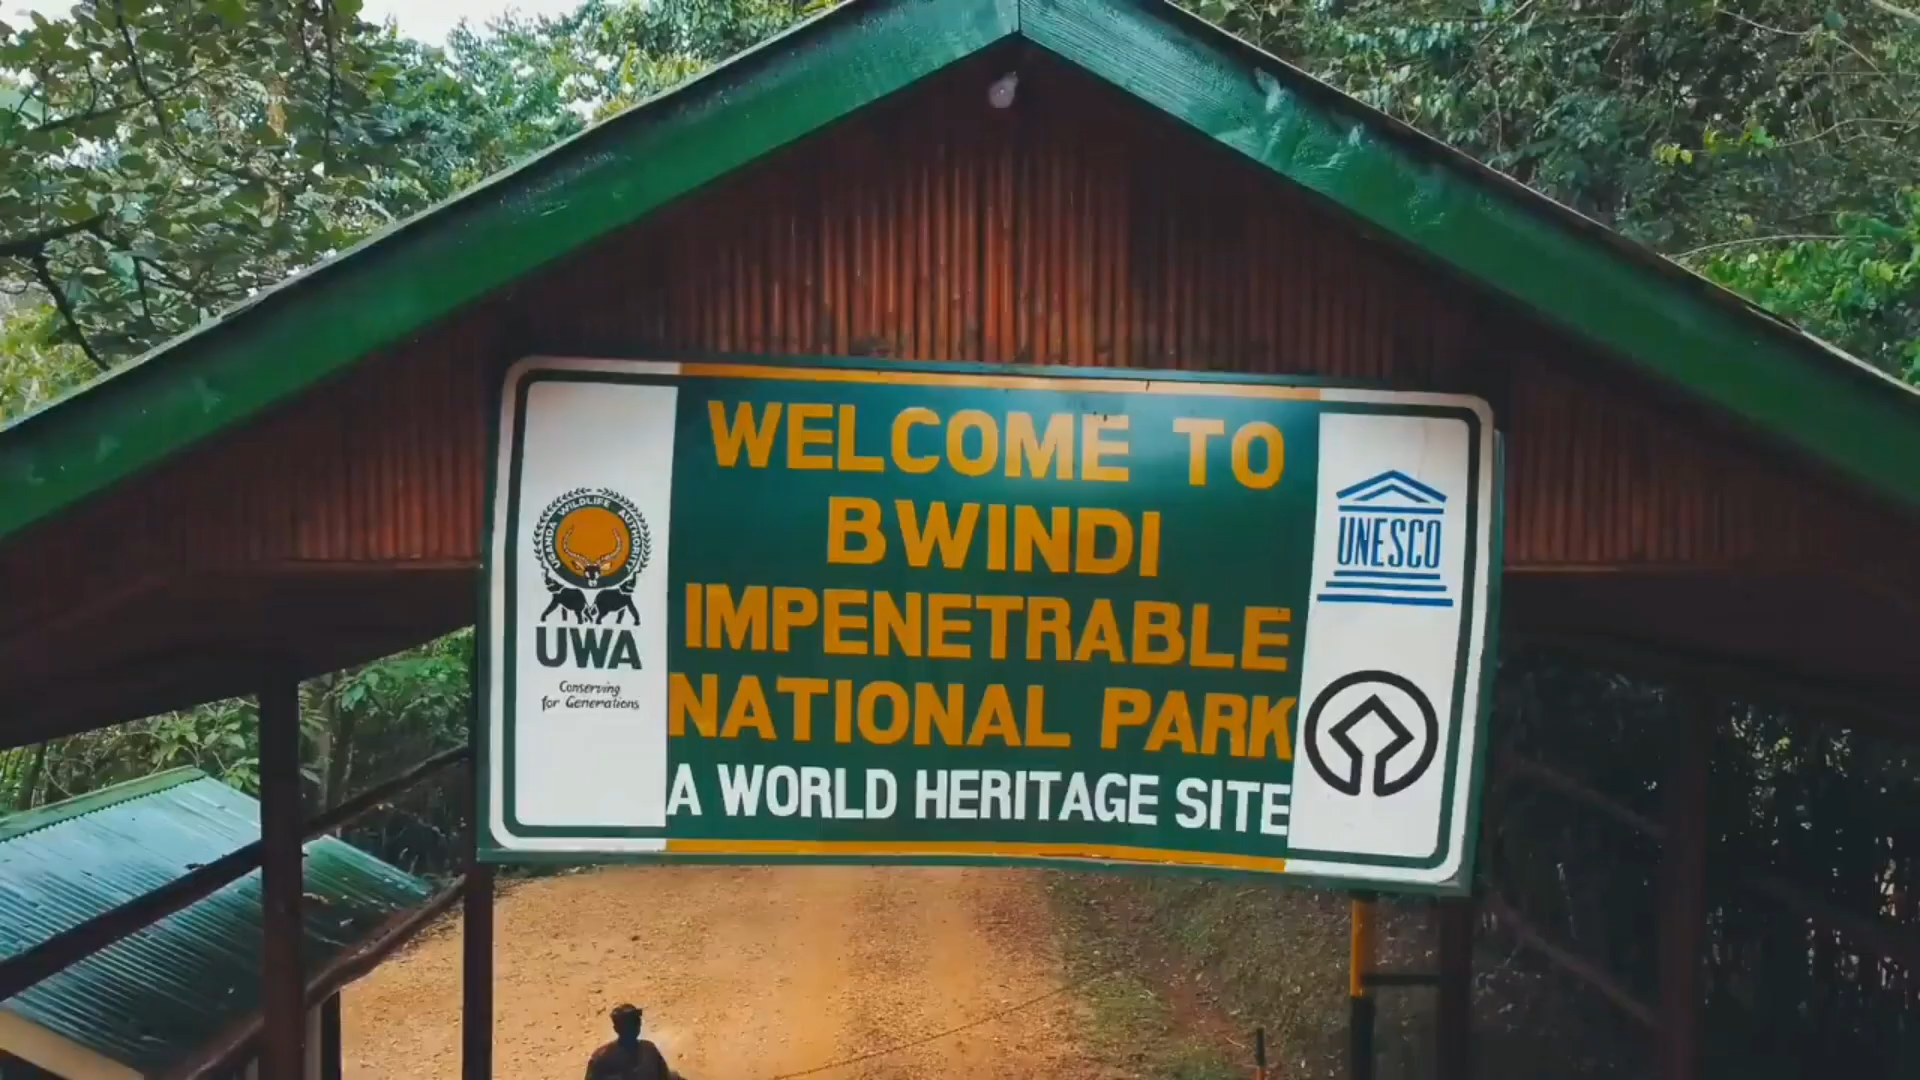 WELCOME TO
BWINDI
IMPENETRABLE
NATIONAL PARK
A WORLD HERITAGE SITE
UGANDA WILDLIFE AUTHORITY
UWA
Conserving
for Generations
UNESCO